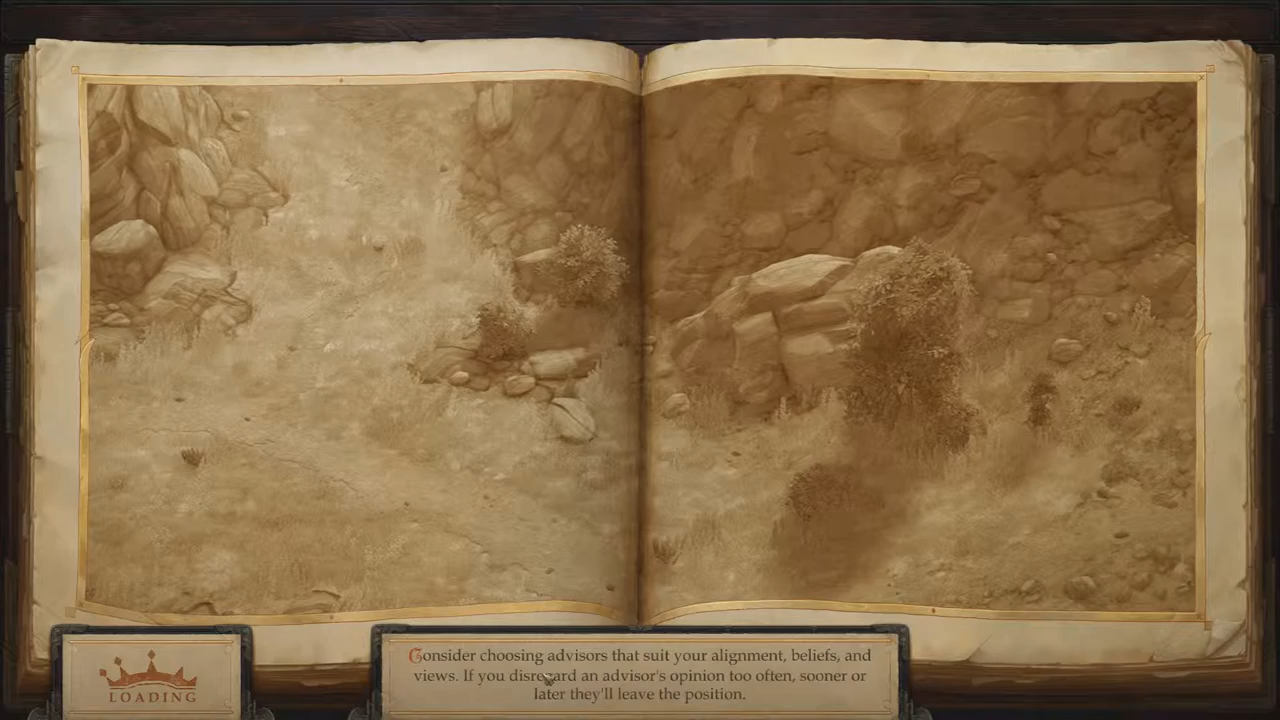 Consider choosing advisors that suit your alignment, beliefs, and
views. If you disregard an advisor's opinion too often, sooner or
later they'll leave the position.
LOADING